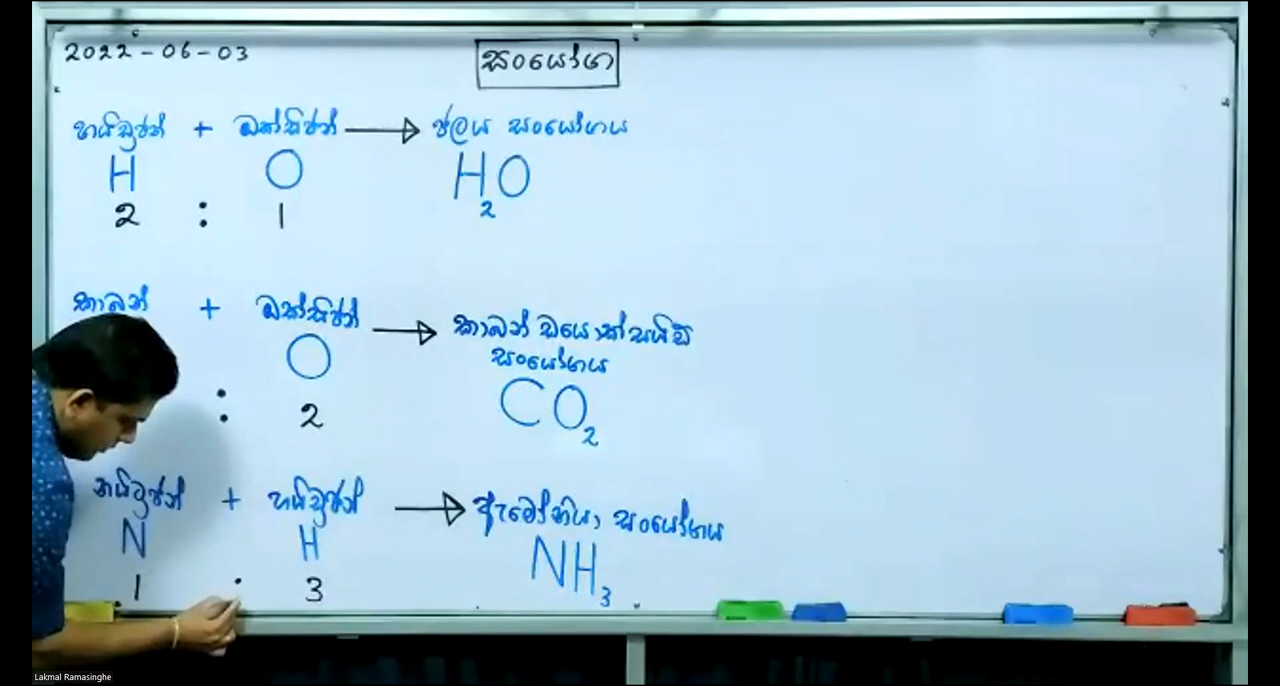 2022-06-03
සංයෝග
හයිඩ්‍රජන් + ඔක්සිජන් → ජලය සංයෝගය
H O H₂O
2 : 1
කාබන් + ඔක්සිජන් → කාබන් ඩයොක්සයිඩ්
සංයෝගය
O CO₂
: 2
නයිට්‍රජන් + හයිඩ්‍රජන් → ඇමෝනියා සංයෝගය
N H NH₃
1 : 3
Lakmal Ramasinghe